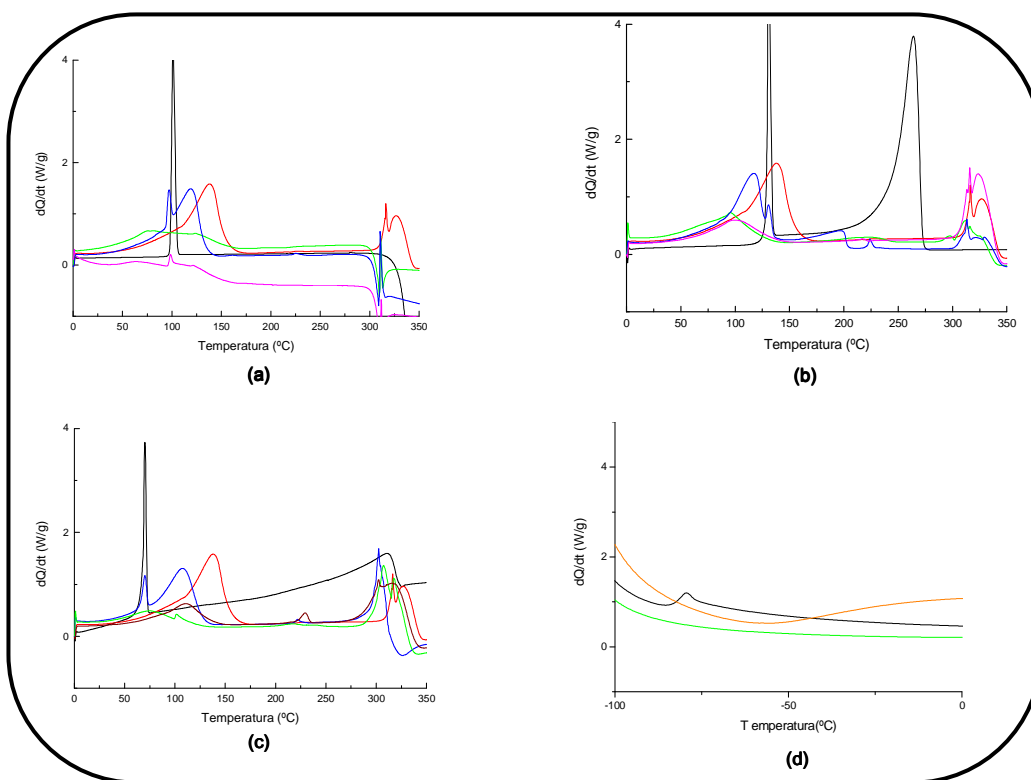 4
2
0
dQ/dt (W/g)
0 50 100 150 200 250 300 350
Temperatura (ºC)
(a)
4
2
0
dQ/dt (W/g)
0 50 100 150 200 250 300 350
Temperatura (ºC)
(b)
4
2
0
dQ/dt (W/g)
0 50 100 150 200 250 300 350
Temperatura (ºC)
(c)
4
2
0
dQ/dt (W/g)
-100 -50 0
T emperatura(ºC)
(d)